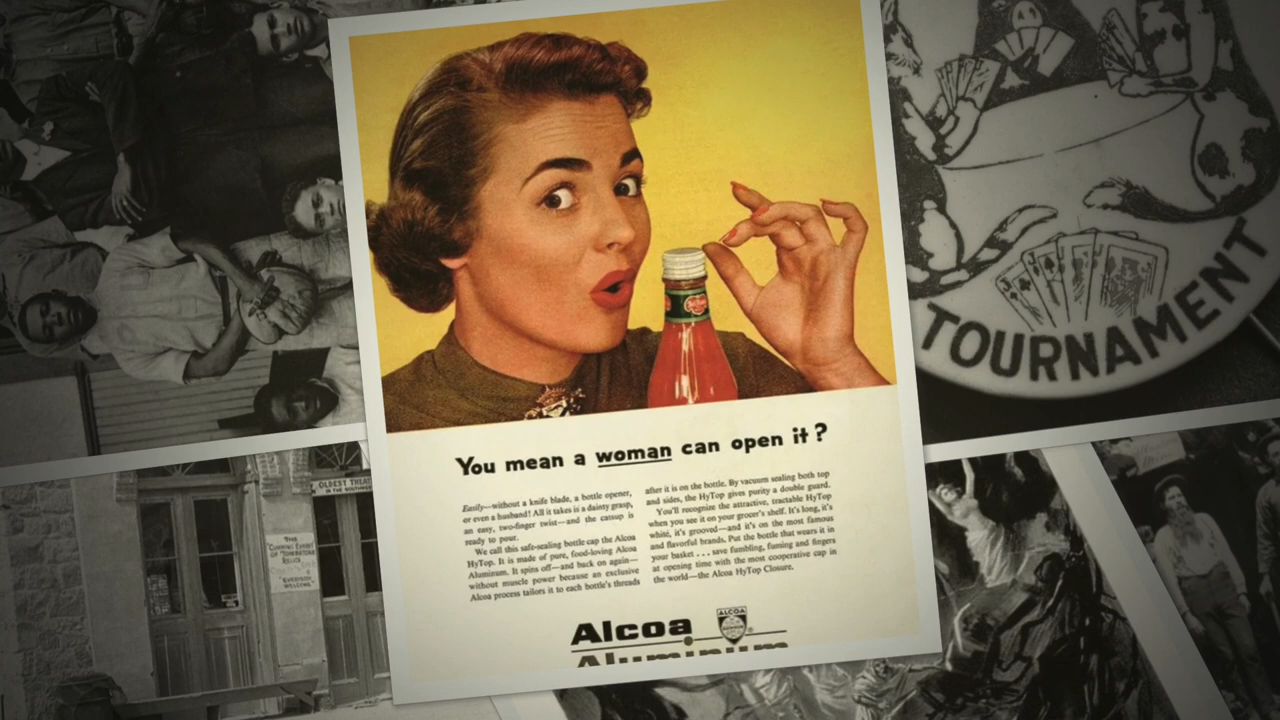 You mean a woman can open it?
Easily—without a knife blade, a bottle opener,
or even a husband! All it takes is a dainty grasp,
an easy, two-finger twist—and the catsup is
ready to pour.
We call this safe-sealing bottle cap the Alcoa
HyTop. It is made of pure, food-loving Alcoa
Aluminum. It spins off—and back on again—
without muscle power because an exclusive
Alcoa process tailors it to each bottle's threads
after it is on the bottle. By vacuum sealing both top
and sides, the HyTop gives purity a double guard.
You'll recognize the attractive, tractable HyTop
when you see it on your grocer's shelf. It's long, it's
white, it's grooved—and it's on the most famous
and flavorful brands. Put the bottle that wears it in
your basket . . . save fumbling, fuming and fingers
at opening time with the most cooperative cap in
the world—the Alcoa HyTop Closure.
Alcoa
ALCOA
Aluminum
TOURNAMENT
OLDEST THEAT